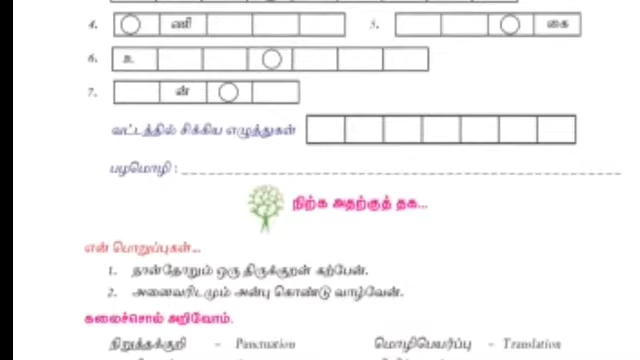 4. ணி 5. கை
6. உ
7. ன்
வட்டத்தில் சிக்கிய எழுத்துகள்
பழமொழி :
நிற்க அதற்குத் தக...
என் பொறுப்புகள்...
1. நான்தோறும் ஒரு திருக்குறள் கற்பேன்.
2. அனைவரிடமும் அன்பு கொண்டு வாழ்வேன்.
கலைச்சொல் அறிவோம்.
நிறுத்தக்குறி - Punctuation மொழிபெயர்ப்பு - Translation